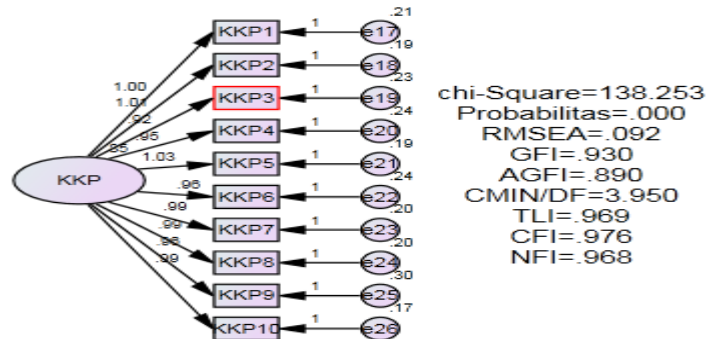 .21
KKP1
1
e17
.19
KKP2
1
e18
.23
1.00
1.01
KKP3
1
e19
.24
.92
.95
KKP4
1
e20
.19
.85
1.03
KKP5
1
e21
.24
KKP
.96
KKP6
1
e22
.20
.99
KKP7
1
e23
.20
.99
KKP8
1
e24
.30
.98
.99
KKP9
1
e25
.17
KKP10
1
e26
chi-Square=138.253
Probabilitas=.000
RMSEA=.092
GFI=.930
AGFI=.890
CMIN/DF=3.950
TLI=.969
CFI=.976
NFI=.968